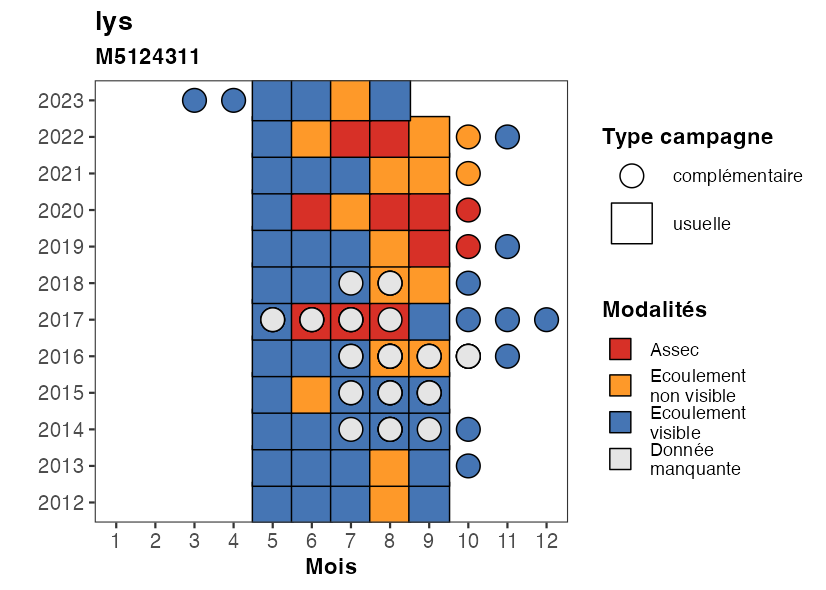 lys
M5124311
2023
2022
2021
2020
2019
2018
2017
2016
2015
2014
2013
2012
1 2 3 4 5 6 7 8 9 10 11 12
Mois
Type campagne
complémentaire
usuelle
Modalités
Assec
Ecoulement
non visible
Ecoulement
visible
Donnée
manquante